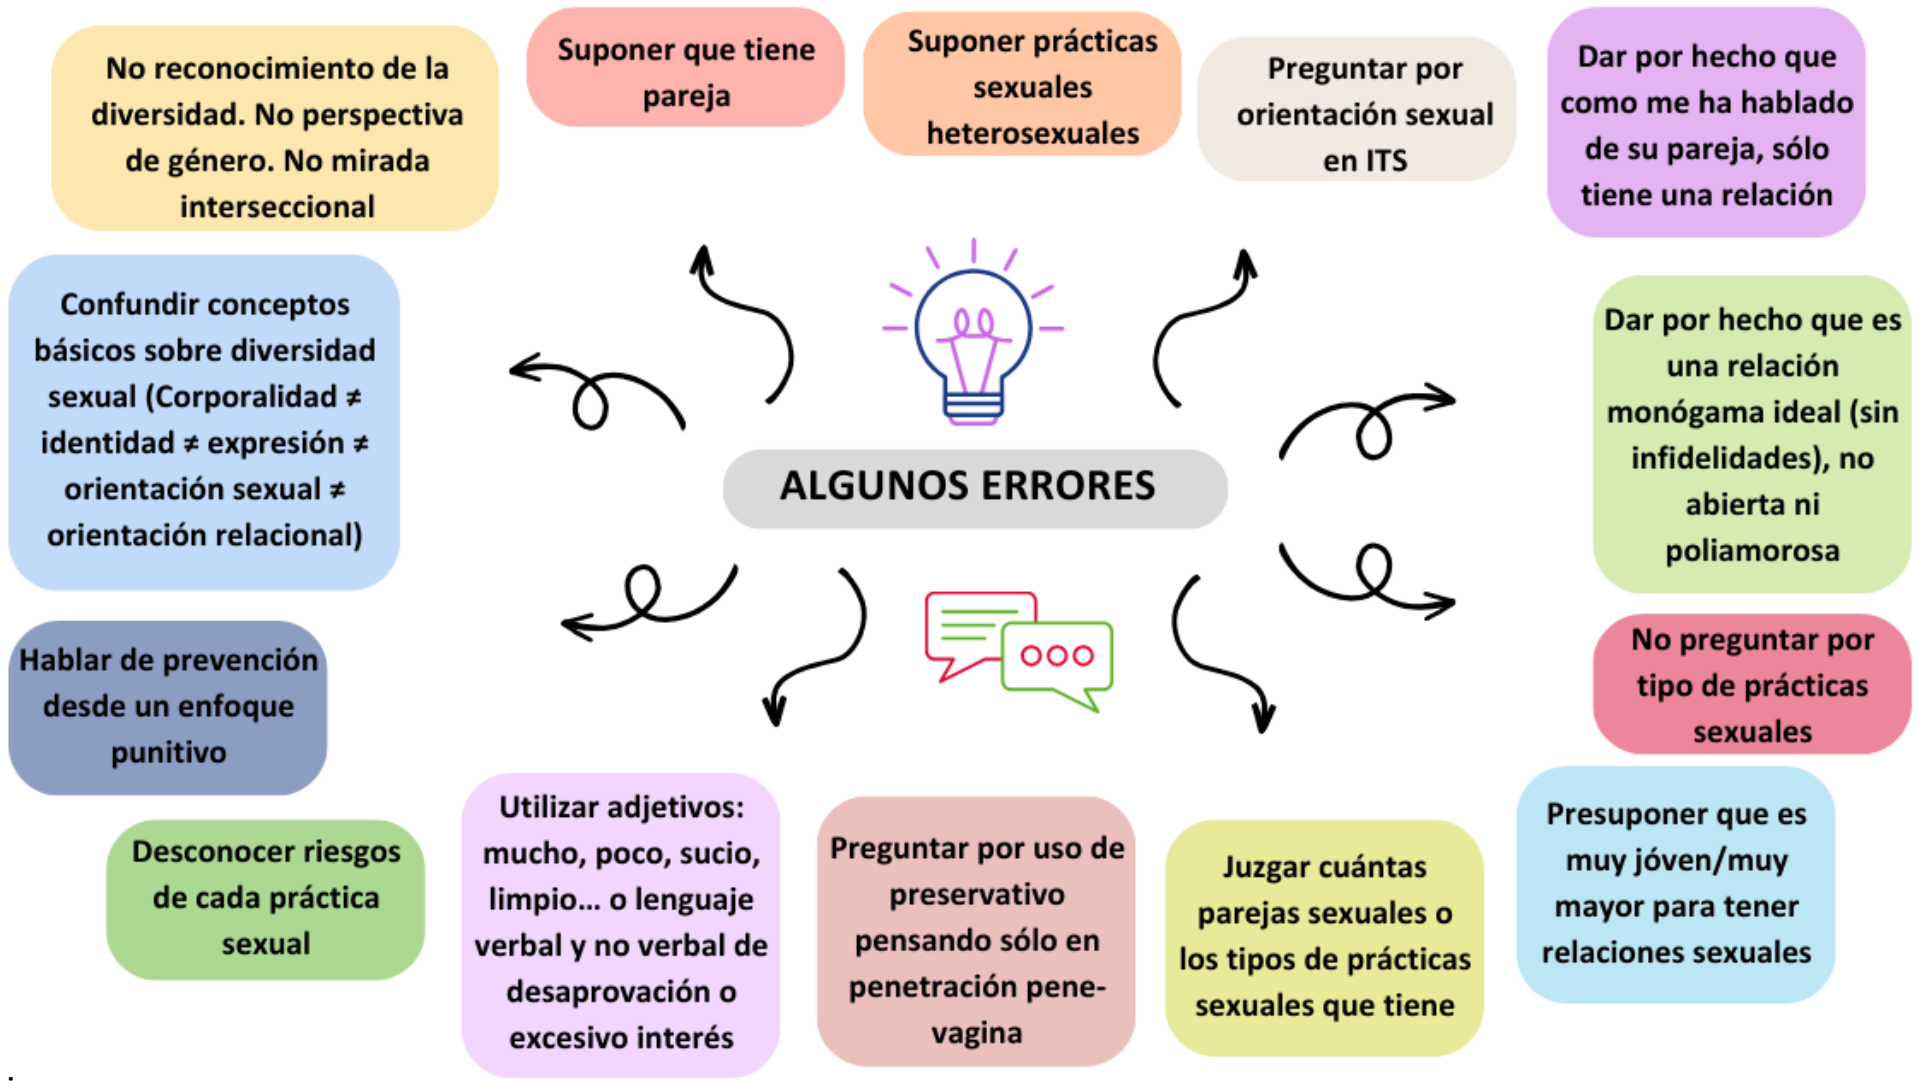 No reconocimiento de la
diversidad. No perspectiva
de género. No mirada
interseccional
Suponer que tiene
pareja
Suponer prácticas
sexuales
heterosexuales
Preguntar por
orientación sexual
en ITS
Dar por hecho que
como me ha hablado
de su pareja, sólo
tiene una relación
Confundir conceptos
básicos sobre diversidad
sexual (Corporalidad ≠
identidad ≠ expresión ≠
orientación sexual ≠
orientación relacional)
Dar por hecho que es
una relación
monógama ideal (sin
infidelidades), no
abierta ni
poliamorosa
ALGUNOS ERRORES
Hablar de prevención
desde un enfoque
punitivo
No preguntar por
tipo de prácticas
sexuales
Desconocer riesgos
de cada práctica
sexual
Utilizar adjetivos:
mucho, poco, sucio,
limpio... o lenguaje
verbal y no verbal de
desaprovación o
excesivo interés
Preguntar por uso de
preservativo
pensando sólo en
penetración pene-
vagina
Juzgar cuántas
parejas sexuales o
los tipos de prácticas
sexuales que tiene
Presuponer que es
muy jóven/muy
mayor para tener
relaciones sexuales
.